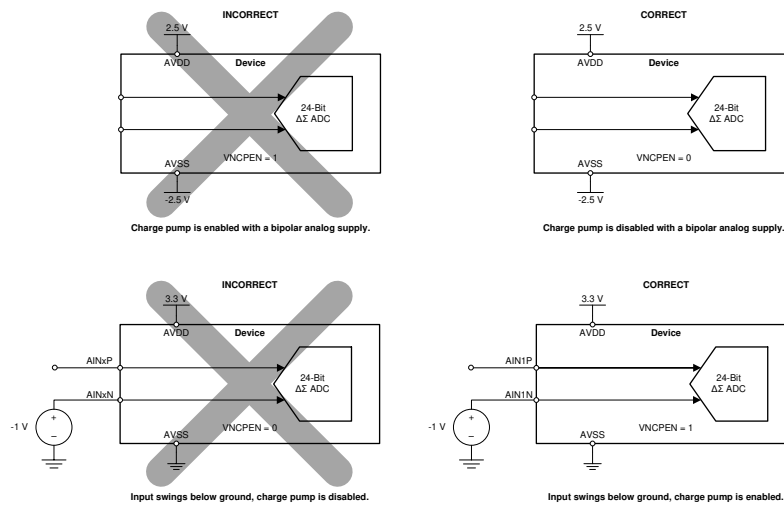 INCORRECT
2.5 V
AVDD
Device
24-Bit
ΔΣ ADC
AVSS
VNCPEN = 1
-2.5 V
Charge pump is enabled with a bipolar analog supply.
CORRECT
2.5 V
AVDD
Device
24-Bit
ΔΣ ADC
AVSS
VNCPEN = 0
-2.5 V
Charge pump is disabled with a bipolar analog supply.
INCORRECT
3.3 V
AVDD
Device
AINxP
24-Bit
ΔΣ ADC
AINxN
-1 V
+
–
AVSS
VNCPEN = 0
Input swings below ground, charge pump is disabled.
CORRECT
3.3 V
AVDD
Device
AIN1P
24-Bit
ΔΣ ADC
AIN1N
-1 V
+
–
AVSS
VNCPEN = 1
Input swings below ground, charge pump is enabled.